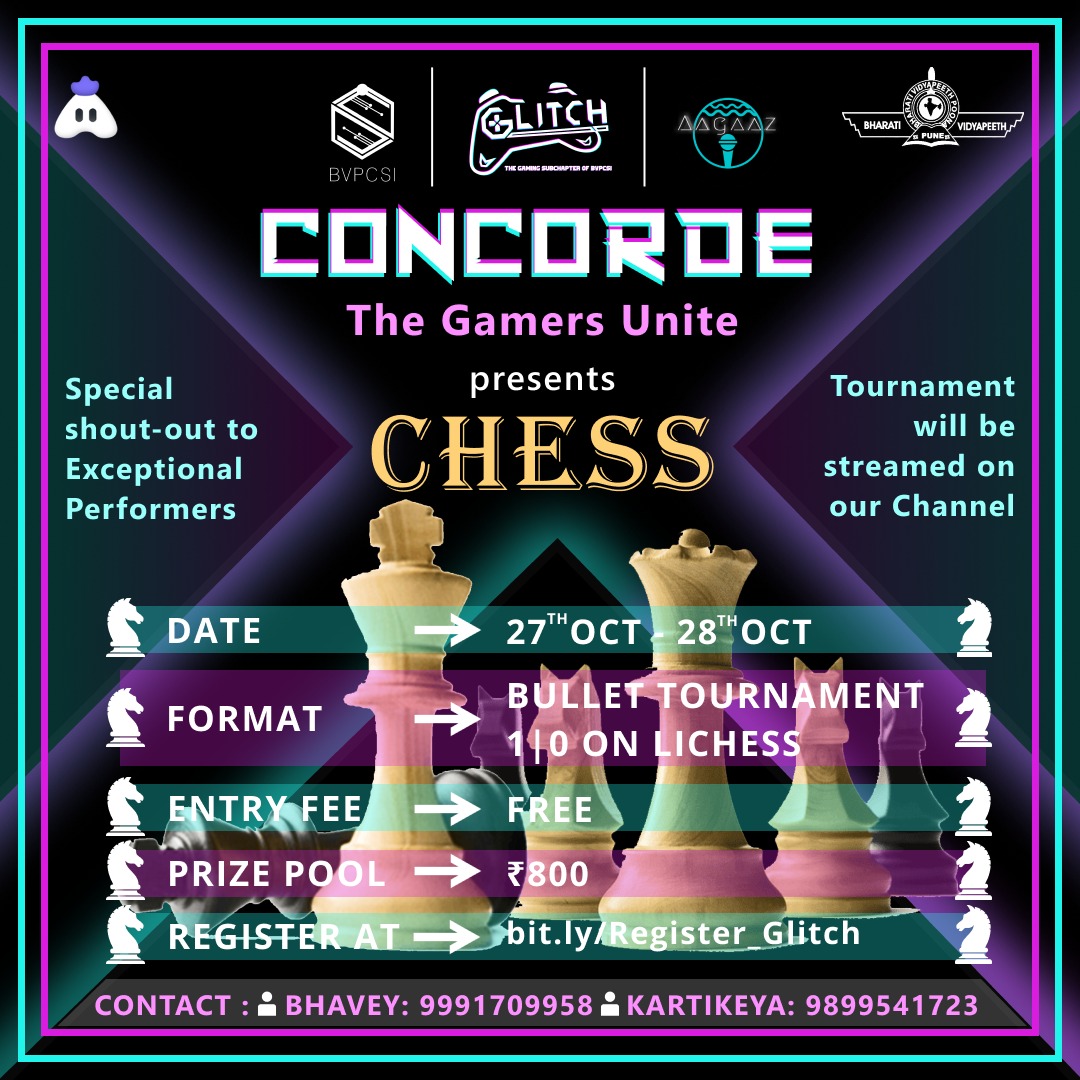 BVPCSI
GLITCH
THE GAMING SUBCHAPTER OF BVPCSI
AAGAAZ
BHARATI VIDYAPEETH POONA
BHARATI VIDYAPEETH
PUNE
CONCORDE
The Gamers Unite
presents
CHESS
Special
shout-out to
Exceptional
Performers
Tournament
will be
streamed on
our Channel
DATE → 27TH OCT - 28TH OCT
FORMAT → BULLET TOURNAMENT
1|0 ON LICHESS
ENTRY FEE → FREE
PRIZE POOL → ₹800
REGISTER AT → bit.ly/Register_Glitch
CONTACT : BHAVEY: 9991709958 KARTIKEYA: 9899541723